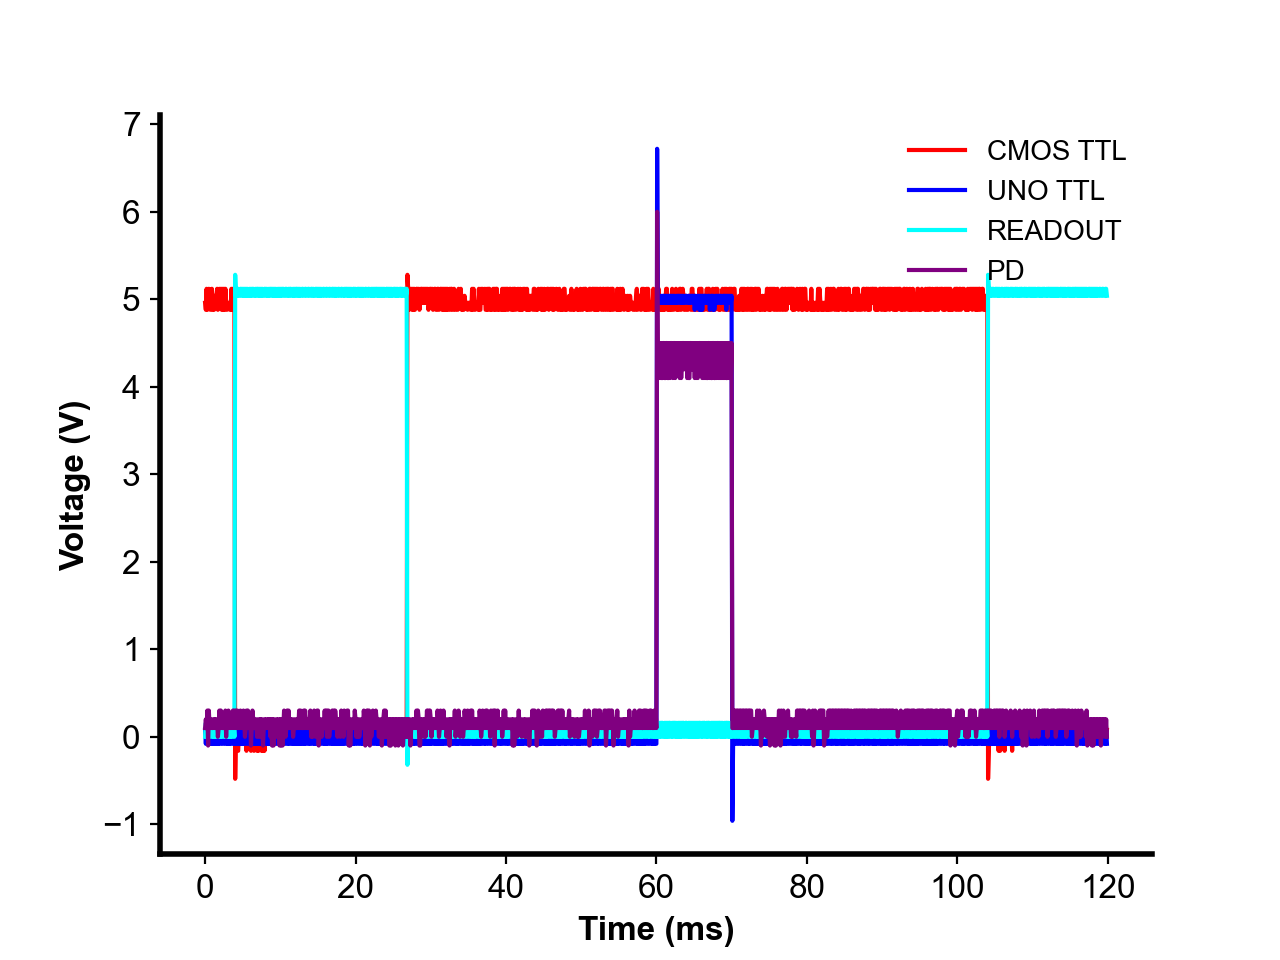 7
6
5
4
3
2
1
0
−1
Voltage (V)
CMOS TTL
UNO TTL
READOUT
PD
0 20 40 60 80 100 120
Time (ms)